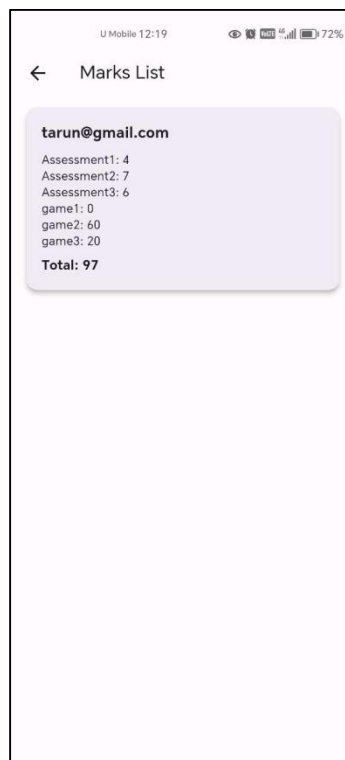 U Mobile 12:19 72%
Marks List
tarun@gmail.com
Assessment1: 4
Assessment2: 7
Assessment3: 6
game1: 0
game2: 60
game3: 20
Total: 97